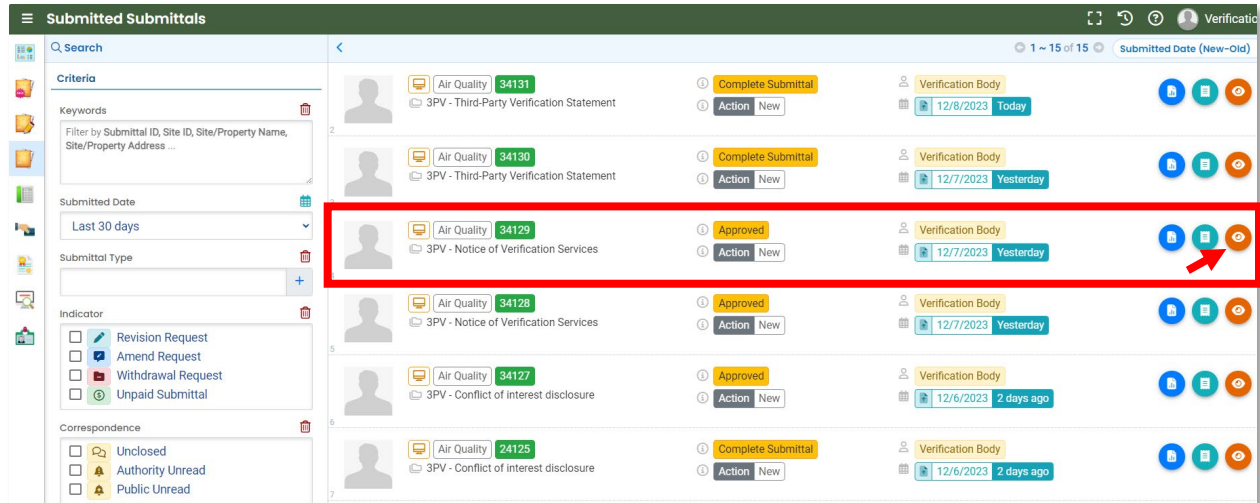 Submitted Submittals
Verificatio
Search
1 ~ 15 of 15
Submitted Date (New-Old)
Criteria
Keywords
Filter by Submittal ID, Site ID, Site/Property Name,
Site/Property Address ...
Submitted Date
Last 30 days
Submittal Type
+
Indicator
Revision Request
Amend Request
Withdrawal Request
Unpaid Submittal
Correspondence
Unclosed
Authority Unread
Public Unread
Air Quality 34131 Complete Submittal Verification Body
3PV - Third-Party Verification Statement Action New 12/8/2023 Today
2
Air Quality 34130 Complete Submittal Verification Body
3PV - Third-Party Verification Statement Action New 12/7/2023 Yesterday
Air Quality 34129 Approved Verification Body
3PV - Notice of Verification Services Action New 12/7/2023 Yesterday
Air Quality 34128 Approved Verification Body
3PV - Notice of Verification Services Action New 12/7/2023 Yesterday
5
Air Quality 34127 Approved Verification Body
3PV - Conflict of interest disclosure Action New 12/6/2023 2 days ago
6
Air Quality 24125 Complete Submittal Verification Body
3PV - Conflict of interest disclosure Action New 12/6/2023 2 days ago
7